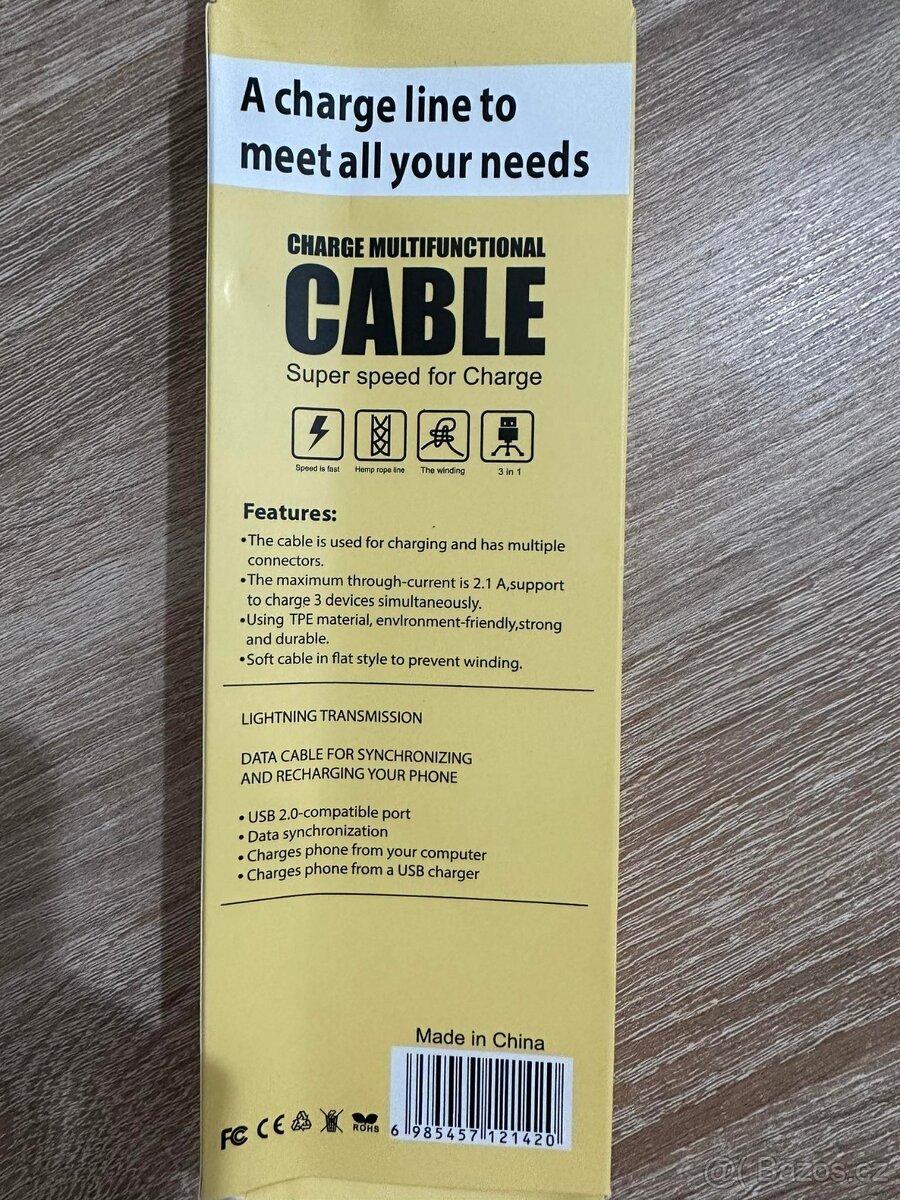 A charge line to
meet all your needs
CHARGE MULTIFUNCTIONAL
CABLE
Super speed for Charge
Speed is fast Hemp rope line The winding 3 in 1
Features:
•The cable is used for charging and has multiple
connectors.
•The maximum through-current is 2.1 A,support
to charge 3 devices simultaneously.
•Using TPE material, envlronment-friendly,strong
and durable.
•Soft cable in flat style to prevent winding.
LIGHTNING TRANSMISSION
DATA CABLE FOR SYNCHRONIZING
AND RECHARGING YOUR PHONE
• USB 2.0-compatible port
• Data synchronization
• Charges phone from your computer
• Charges phone from a USB charger
Made in China
FC CE ROHS
6 985457 121420
Bazos.cz